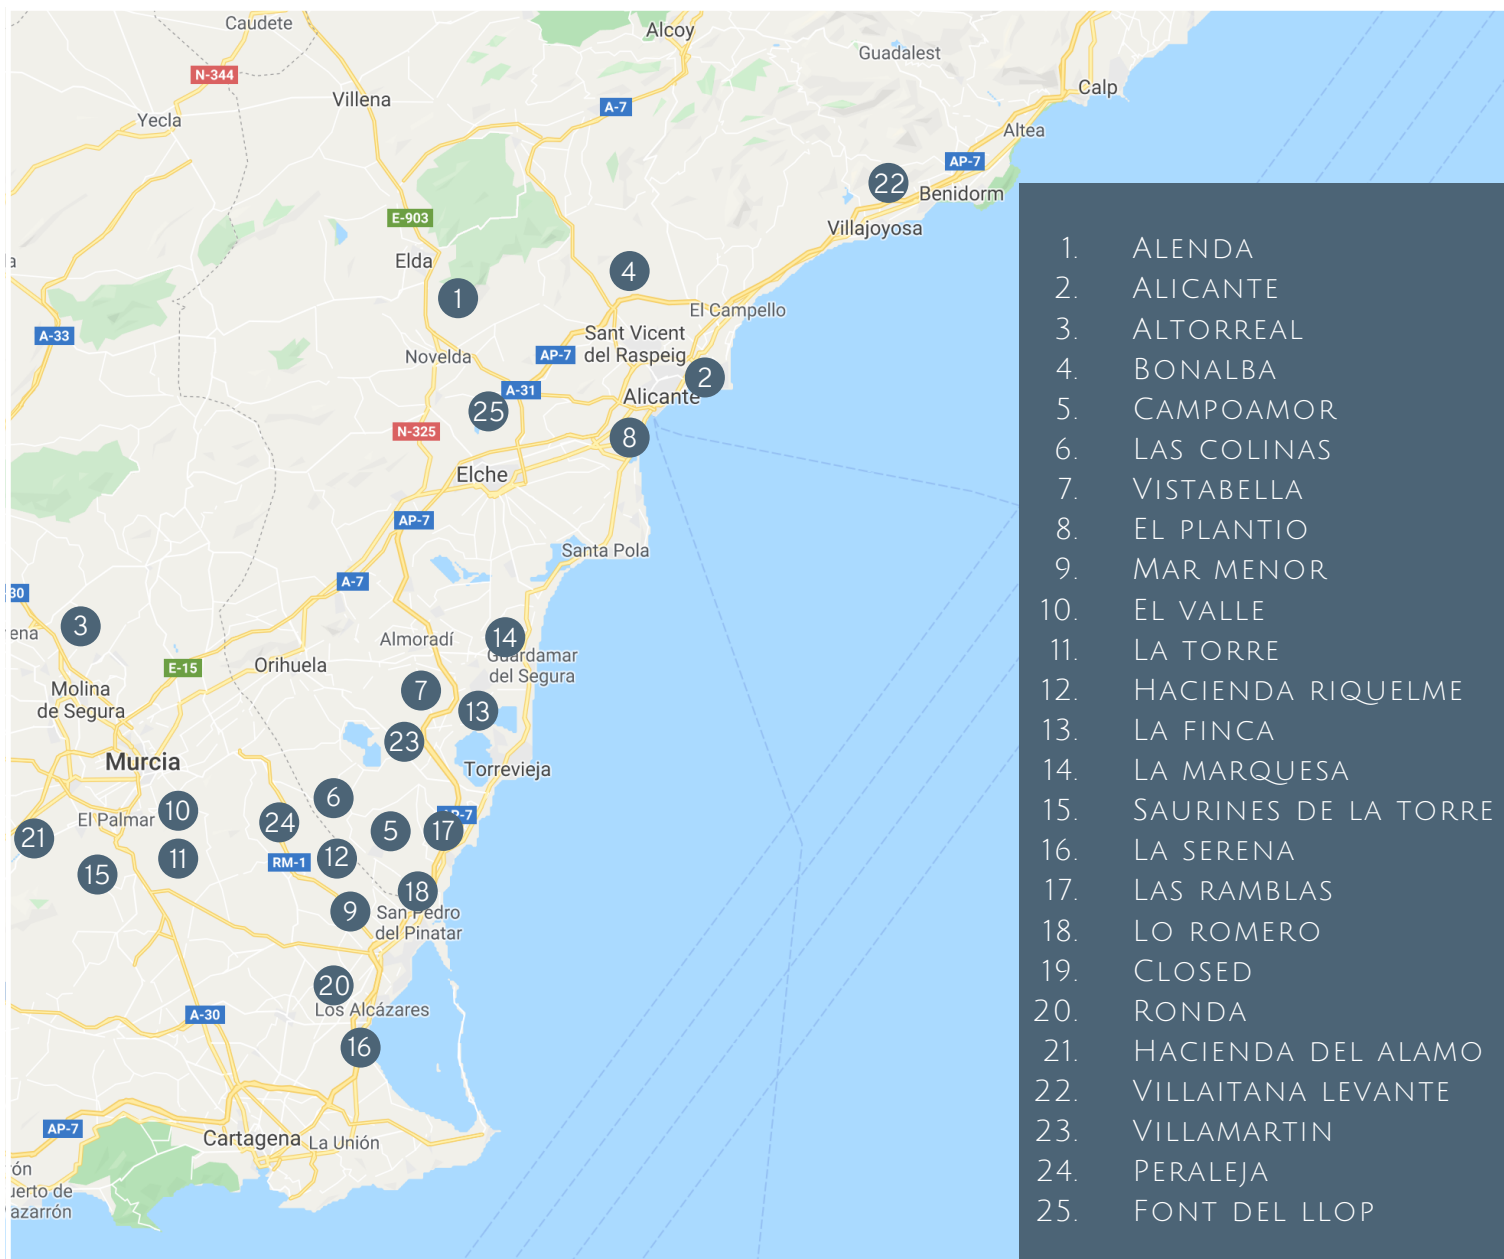 Caudete
Alcoy
Guadalest
N-344
Calp
Villena
A-7
Yecla
Altea
AP-7
22
Benidorm
E-903
Villajoyosa
Elda
4
1
El Campello
A-33
Sant Vicent
del Raspeig
Novelda
AP-7
2
A-31
Alicante
25
N-325
8
Elche
AP-7
Santa Pola
A-7
30
3
ena
Almoradí
14
Guardamar
del Segura
Orihuela
E-15
Molina
de Segura
7
13
23
Murcia
Torrevieja
6
10
AP-7
El Palmar
24
5
17
21
11
12
RM-1
15
18
9
San Pedro
del Pinatar
20
Los Alcázares
A-30
16
AP-7
Cartagena
La Unión
ón
uerto de
azarrón
1. ALENDA
2. ALICANTE
3. ALTORREAL
4. BONALBA
5. CAMPOAMOR
6. LAS COLINAS
7. VISTABELLA
8. EL PLANTIO
9. MAR MENOR
10. EL VALLE
11. LA TORRE
12. HACIENDA RIQUELME
13. LA FINCA
14. LA MARQUESA
15. SAURINES DE LA TORRE
16. LA SERENA
17. LAS RAMBLAS
18. LO ROMERO
19. CLOSED
20. RONDA
21. HACIENDA DEL ALAMO
22. VILLAITANA LEVANTE
23. VILLAMARTIN
24. PERALEJA
25. FONT DEL LLOP